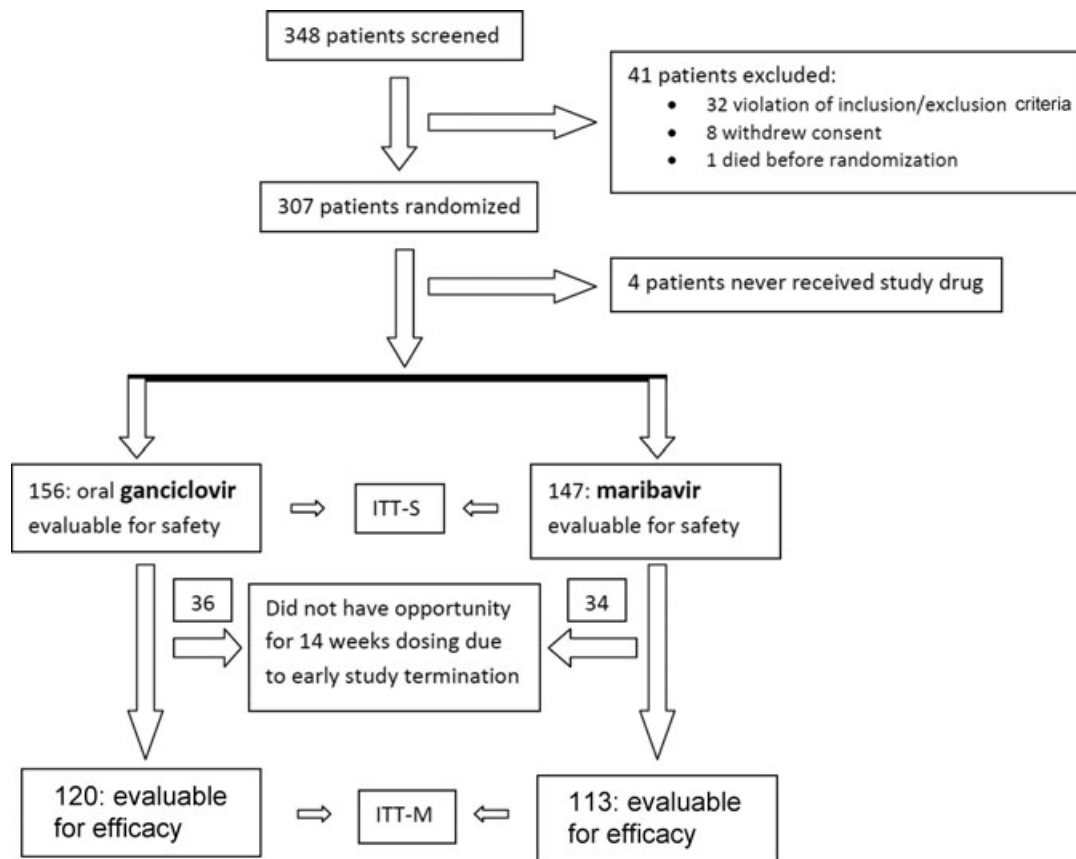 348 patients screened
41 patients excluded:
• 32 violation of inclusion/exclusion criteria
• 8 withdrew consent
• 1 died before randomization
307 patients randomized
4 patients never received study drug
156: oral ganciclovir
evaluable for safety
ITT-S
147: maribavir
evaluable for safety
36
Did not have opportunity
for 14 weeks dosing due
to early study termination
34
120: evaluable
for efficacy
ITT-M
113: evaluable
for efficacy